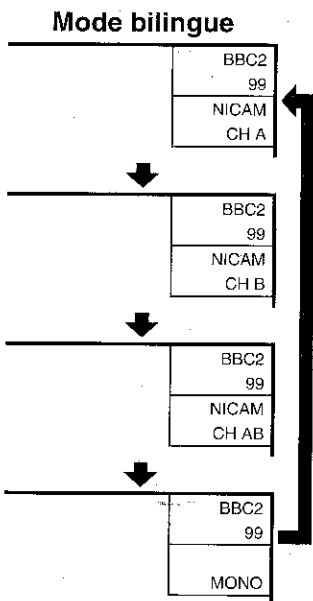 Mode bilingue
BBC2
99
NICAM
CH A
BBC2
99
NICAM
CH B
BBC2
99
NICAM
CH AB
BBC2
99
MONO